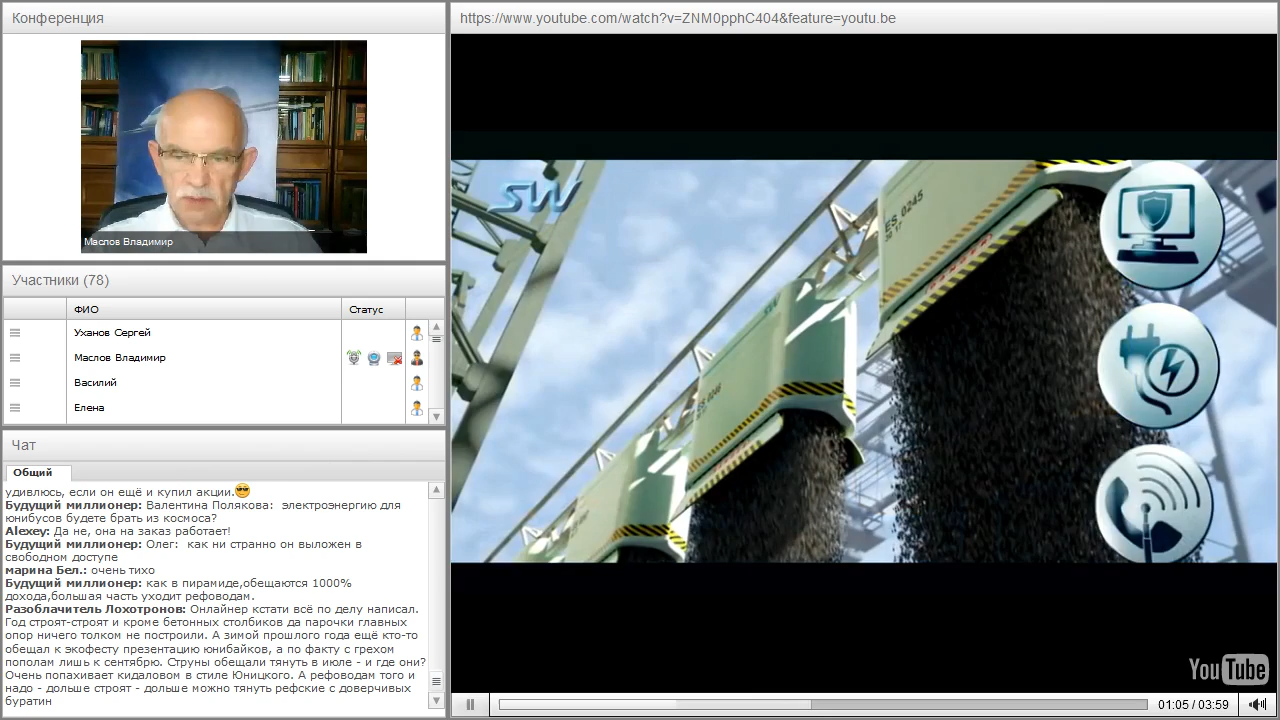 Конференция
Маслов Владимир
Участники (78)
ФИО
Статус
Уханов Сергей
Маслов Владимир
Василий
Елена
Чат
Общий
удивлюсь, если он ещё и купил акции.
Будущий миллионер: Валентина Полякова: электроэнергию для
юнибусов будете брать из космоса?
Alexey: Да не, она на заказ работает!
Будущий миллионер: Олег: как ни странно он выложен в
свободном доступе
марина Бел.: очень тихо
Будущий миллионер: как в пирамиде,обещаются 1000%
дохода,большая часть уходит рефоводам.
Разоблачитель Лохотронов: Онлайнер кстати всё по делу написал.
Год строят-строят и кроме бетонных столбиков да парочки главных
опор ничего толком не построили. А зимой прошлого года ещё кто-то
обещал к экофесту презентацию юнибайков, а по факту с грехом
пополам лишь к сентябрю. Струны обещали тянуть в июле - и где они?
Очень попахивает кидаловом в стиле Юницкого. А рефоводам того и
надо - дольше строят - дольше можно тянуть рефские с доверчивых
буратин
https://www.youtube.com/watch?v=ZNM0pphC404&feature=youtu.be
SW
ES 0245
ES 0246
YouTube
01:05 / 03:59